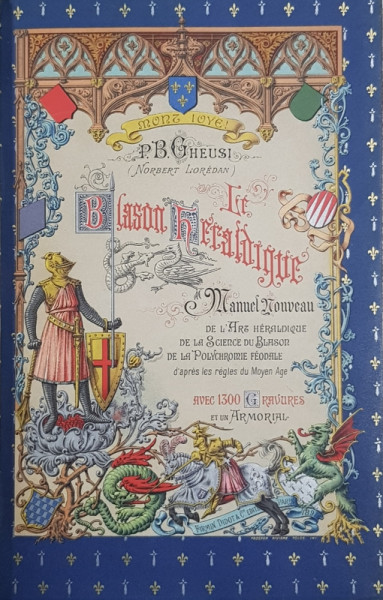 MONT IOYE!
P.B. GHEUSI
(NORBERT LORÉDAN)
Le
Blason Héraldique
Manuel Nouveau
DE L'ART HÉRALDIQUE
DE LA SCIENCE DU BLASON
DE LA POLYCHROMIE FÉODALE
d'après les règles du Moyen Age
AVEC 1300 GRAVURES
ET UN ARMORIAL
FIRMIN DIDOT & Cie